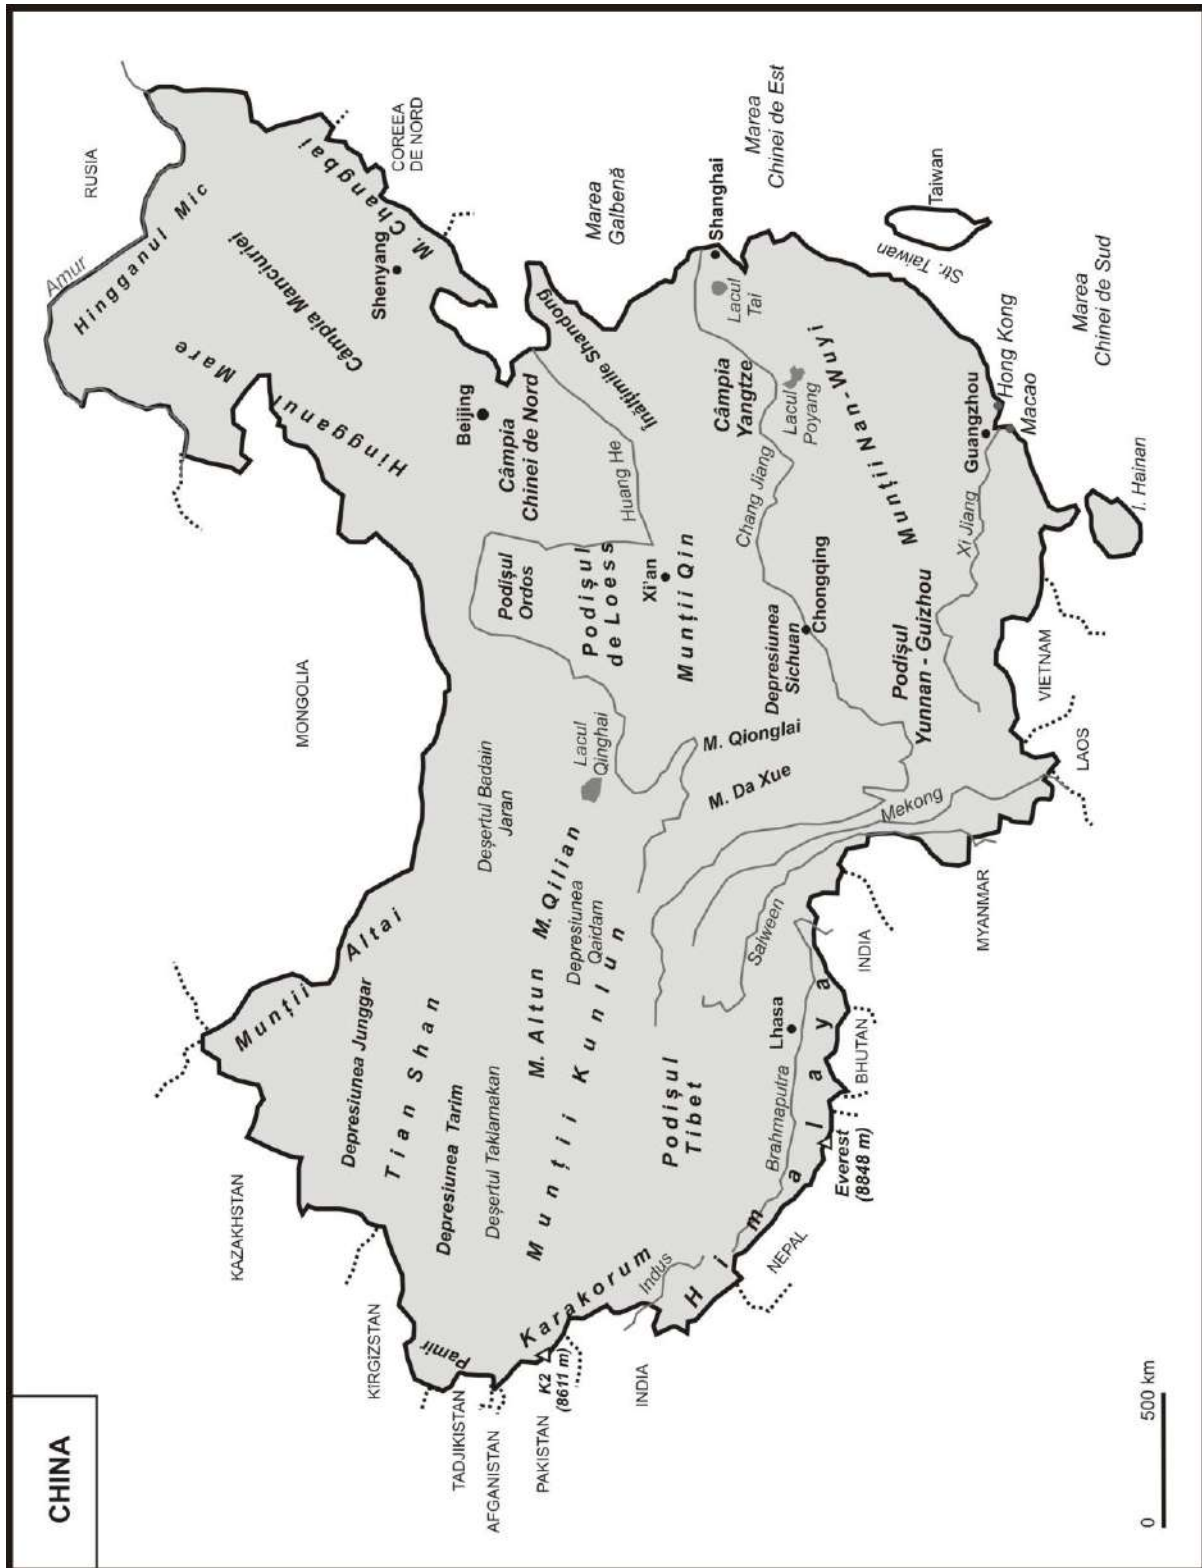 CHINA
RUSIA
Amur
Hingganul Mic
Câmpia Manciuriei
Hingganul Mare
M. Changbai
Shenyang
COREEA
DE NORD
MONGOLIA
KAZAKHSTAN
Munții Altai
Depresiunea Junggar
Tian Shan
Depresiunea Tarim
Deșertul Taklamakan
Deșertul Badain
Jaran
KIRGIZSTAN
TADJIKISTAN
AFGANISTAN
PAKISTAN
Pamir
K2
(8611 m)
Karakorum
INDIA
Indus
Munții Kunlun
M. Altun
M. Qilian
Depresiunea
Qaidam
Lacul
Qinghai
Podișul
Ordos
Podișul
de Loess
Beijing
Câmpia
Chinei de Nord
Huang He
Înălțimile Shandong
Marea
Galbenă
Xi'an
Munții Qin
Podișul
Tibet
Lhasa
Brahmaputra
Himalaya
NEPAL
Everest
(8848 m)
BHUTAN
INDIA
Salween
Mekong
MYANMAR
M. Da Xue
M. Qionglai
Depresiunea
Sichuan
Chongqing
Chang Jiang
Câmpia
Yangtze
Lacul
Poyang
Lacul
Tai
Shanghai
Marea
Chinei de Est
Munții Nan-Wuyi
Podișul
Yunnan - Guizhou
Xi Jiang
Guangzhou
Hong Kong
Macao
Str. Taiwan
Taiwan
Marea
Chinei de Sud
I. Hainan
VIETNAM
LAOS
0 500 km